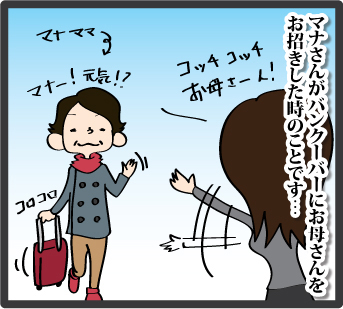 マナさんがバンクーバーにお母さんを
お招きした時のことです…
コッチ コッチ
お母さーん！
マナママ
マナー！元気！？
コロコロ